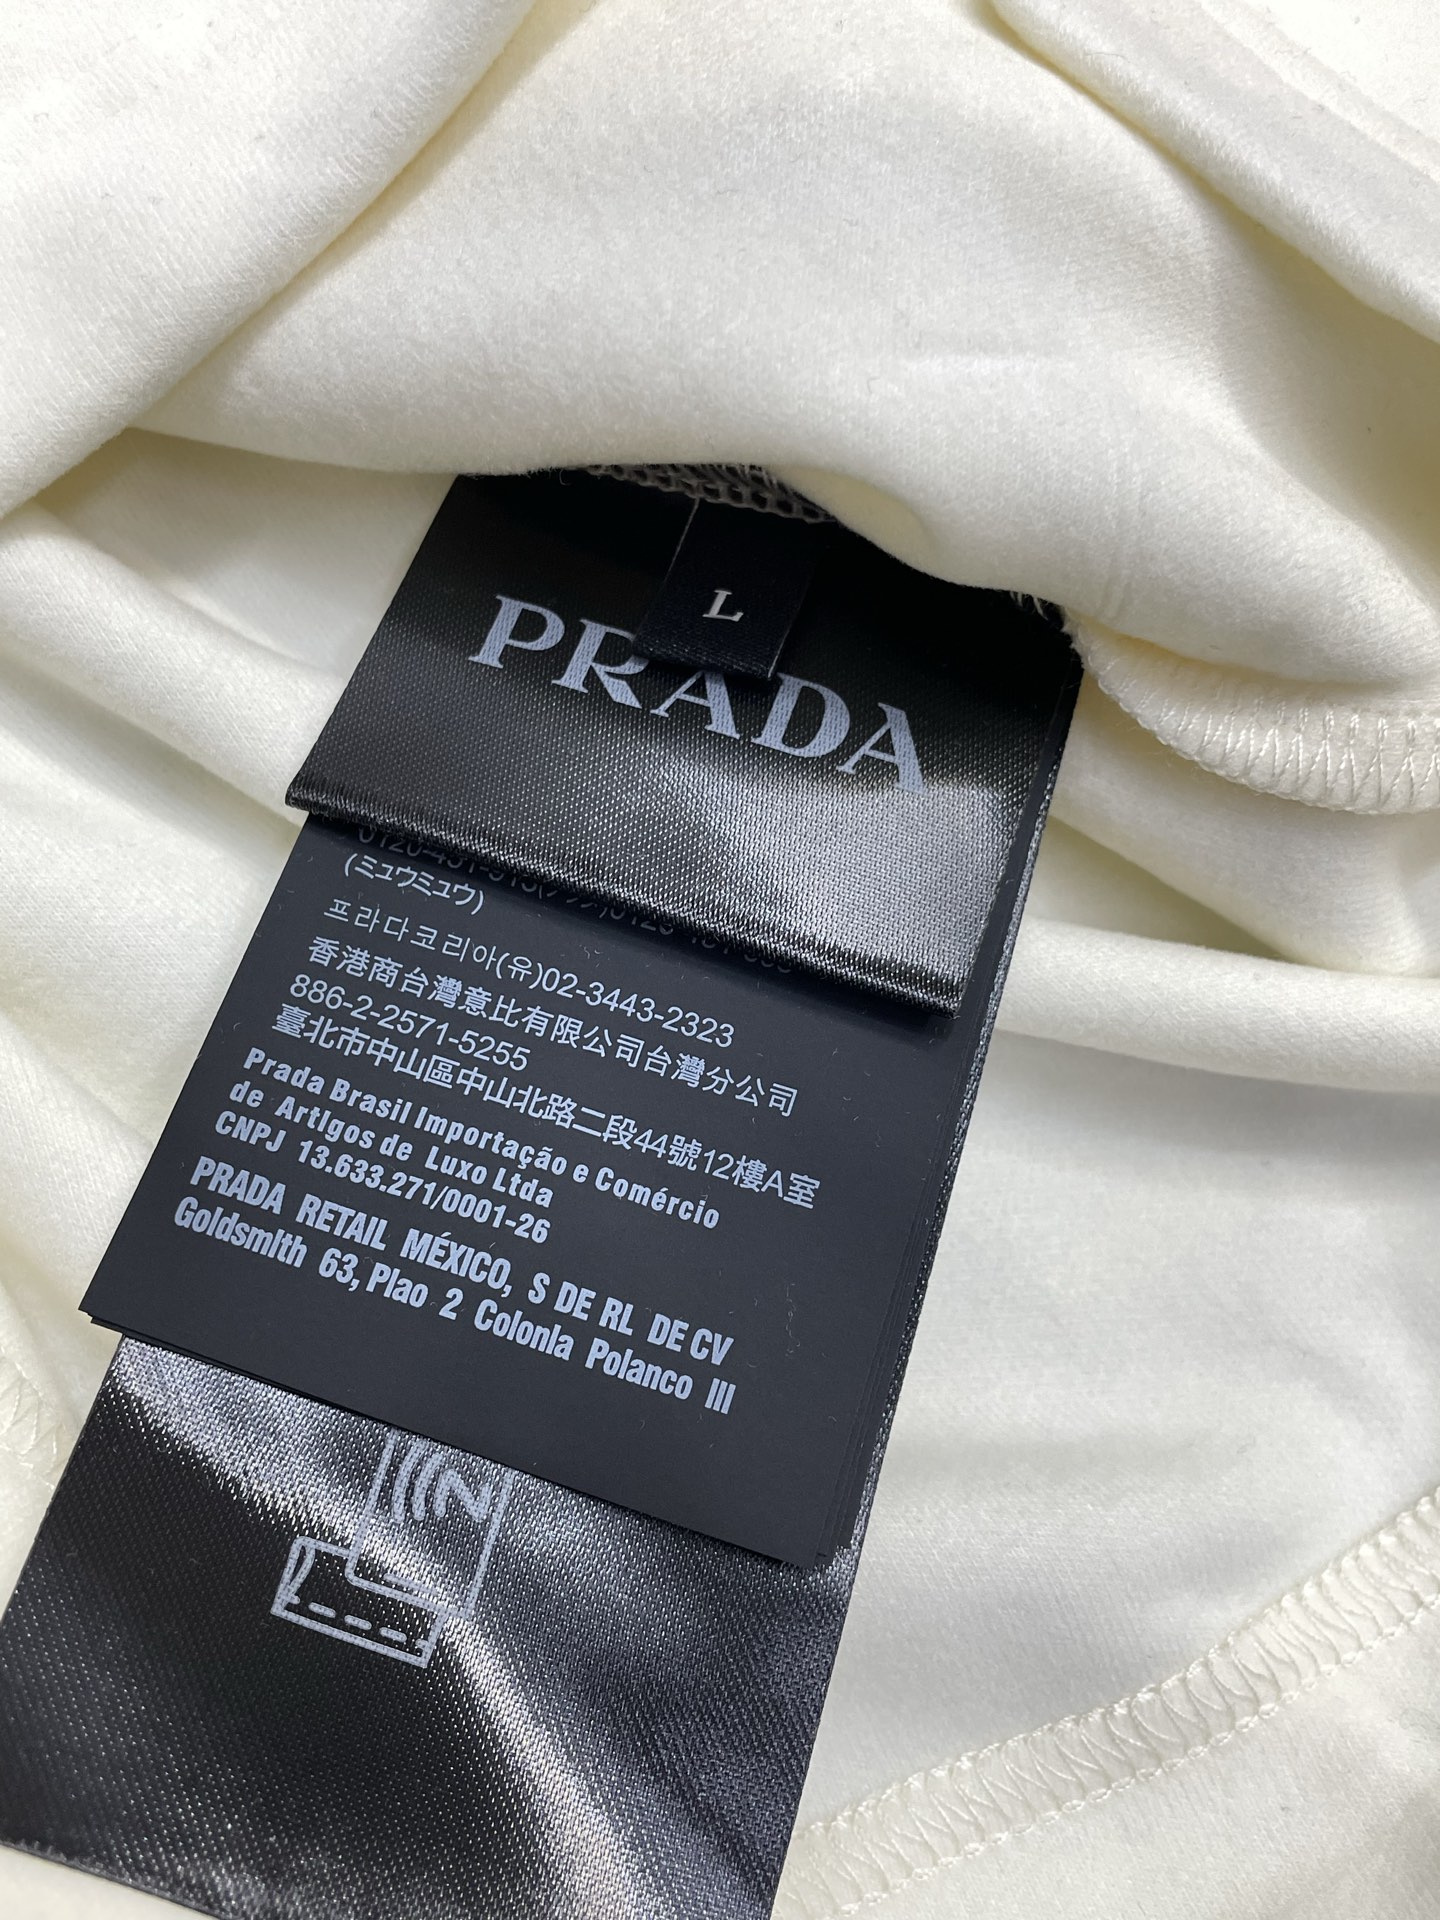 L
PRADA
(ミュウミュウ)
프라다코리아(유)02-3443-2323
香港商台灣意比有限公司台灣分公司
886-2-2571-5255
臺北市中山區中山北路二段44號12樓A室
Prada Brasil Importação e Comércio
de Artlgos de Luxo Ltda
CNPJ 13.633.271/0001-26
PRADA RETAIL MÉXICO, S DE RL DE CV
Goldsmlth 63, Plao 2 Colonla Polanco III